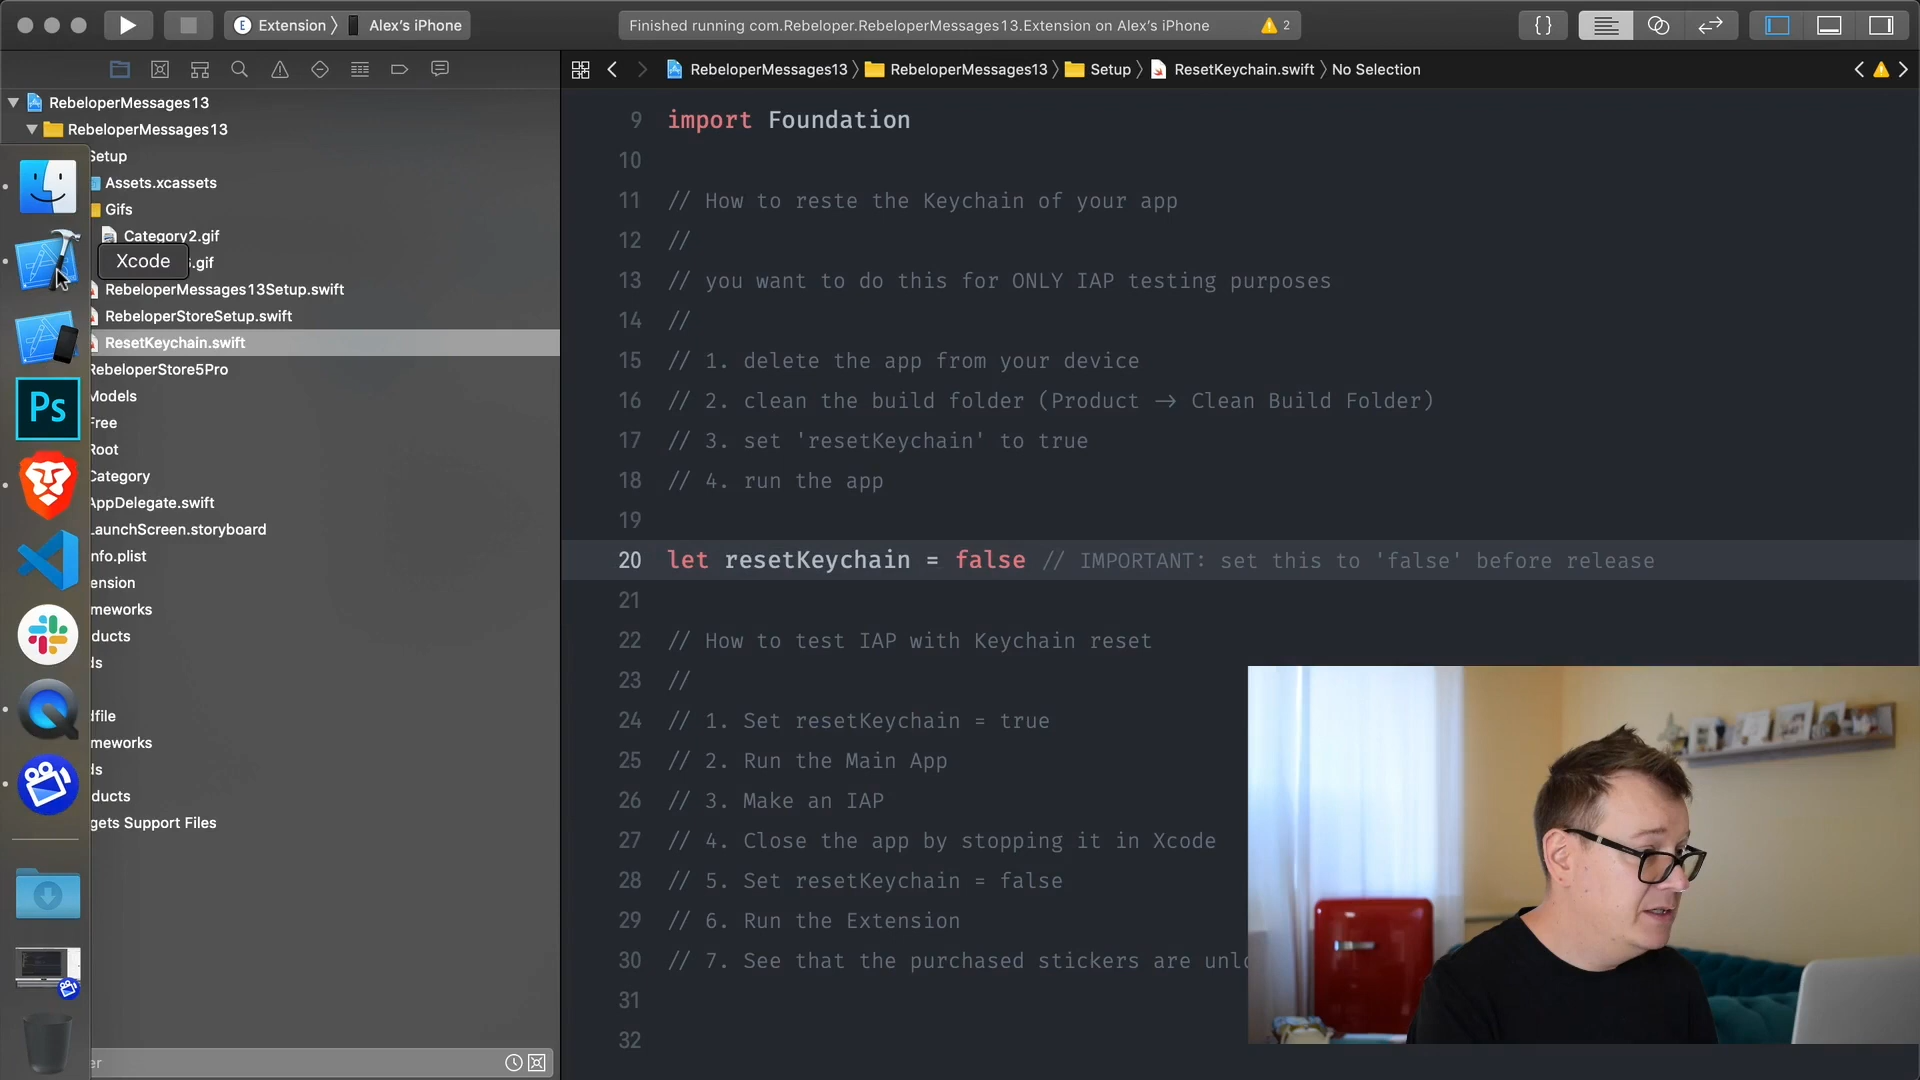 Extension
Alex's iPhone
Finished running com.Rebeloper.RebeloperMessages13.Extension on Alex's iPhone
2
{}
RebeloperMessages13
RebeloperMessages13
Setup
ResetKeychain.swift
No Selection
RebeloperMessages13
RebeloperMessages13
Setup
Assets.xcassets
Gifs
Category2.gif
.gif
Xcode
RebeloperMessages13Setup.swift
RebeloperStoreSetup.swift
ResetKeychain.swift
RebeloperStore5Pro
Models
Free
Root
Category
AppDelegate.swift
LaunchScreen.storyboard
nfo.plist
ension
meworks
ducts
ds
dfile
meworks
ds
ducts
gets Support Files
er
Ps
9 import Foundation
10
11 // How to reste the Keychain of your app
12 //
13 // you want to do this for ONLY IAP testing purposes
14 //
15 // 1. delete the app from your device
16 // 2. clean the build folder (Product → Clean Build Folder)
17 // 3. set 'resetKeychain' to true
18 // 4. run the app
19
20 let resetKeychain = false // IMPORTANT: set this to 'false' before release
21
22 // How to test IAP with Keychain reset
23 //
24 // 1. Set resetKeychain = true
25 // 2. Run the Main App
26 // 3. Make an IAP
27 // 4. Close the app by stopping it in Xcode
28 // 5. Set resetKeychain = false
29 // 6. Run the Extension
30 // 7. See that the purchased stickers are unlo
31
32